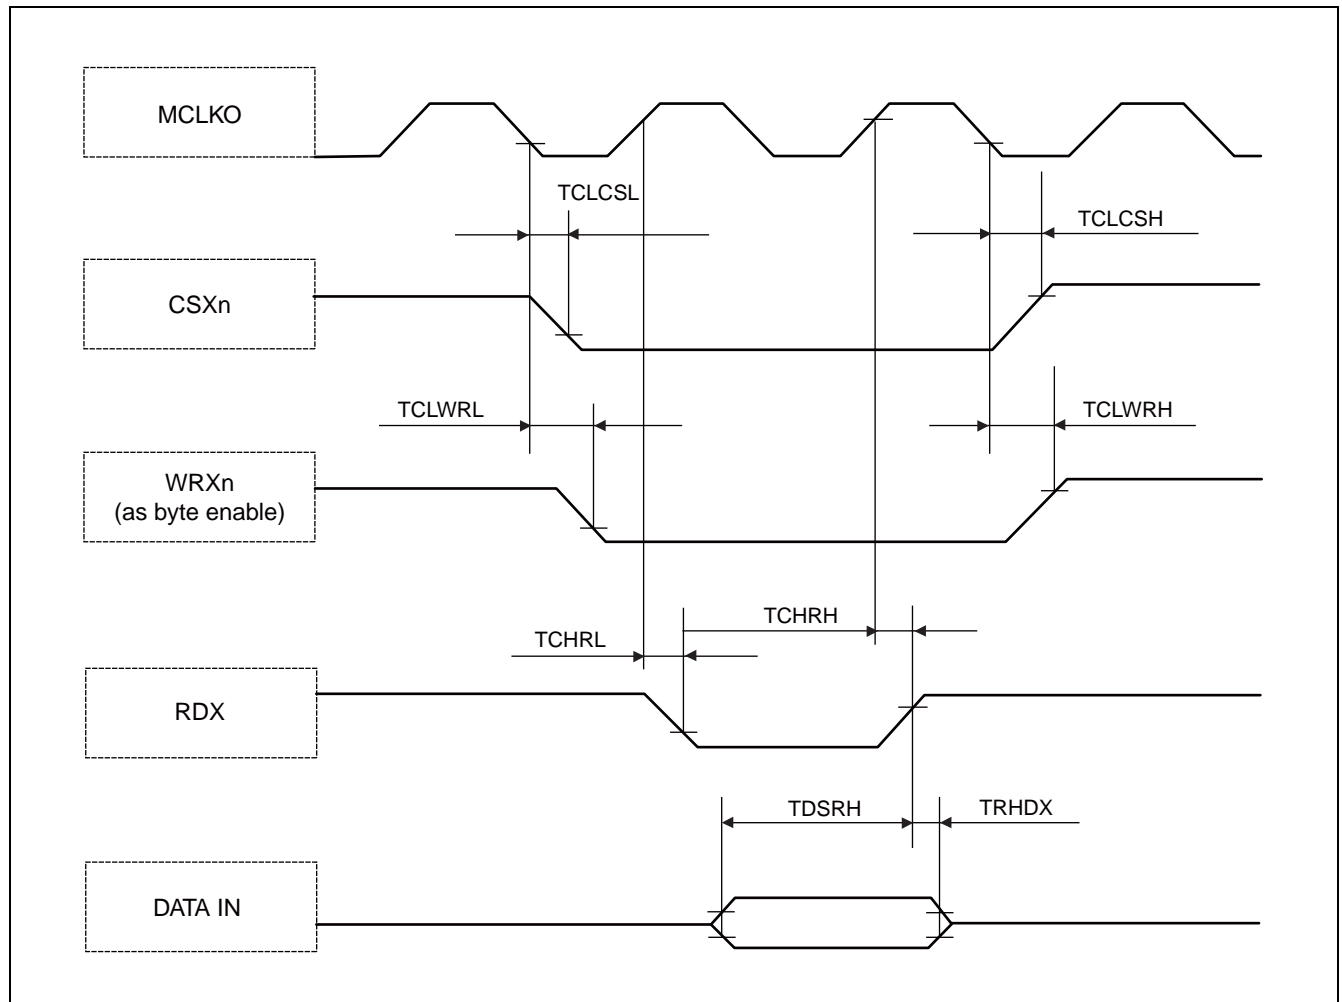 MCLKO
TCLCSL
TCLCSH
CSXn
TCLWRL
TCLWRH
WRXn
(as byte enable)
TCHRH
TCHRL
RDX
TDSRH
TRHDX
DATA IN